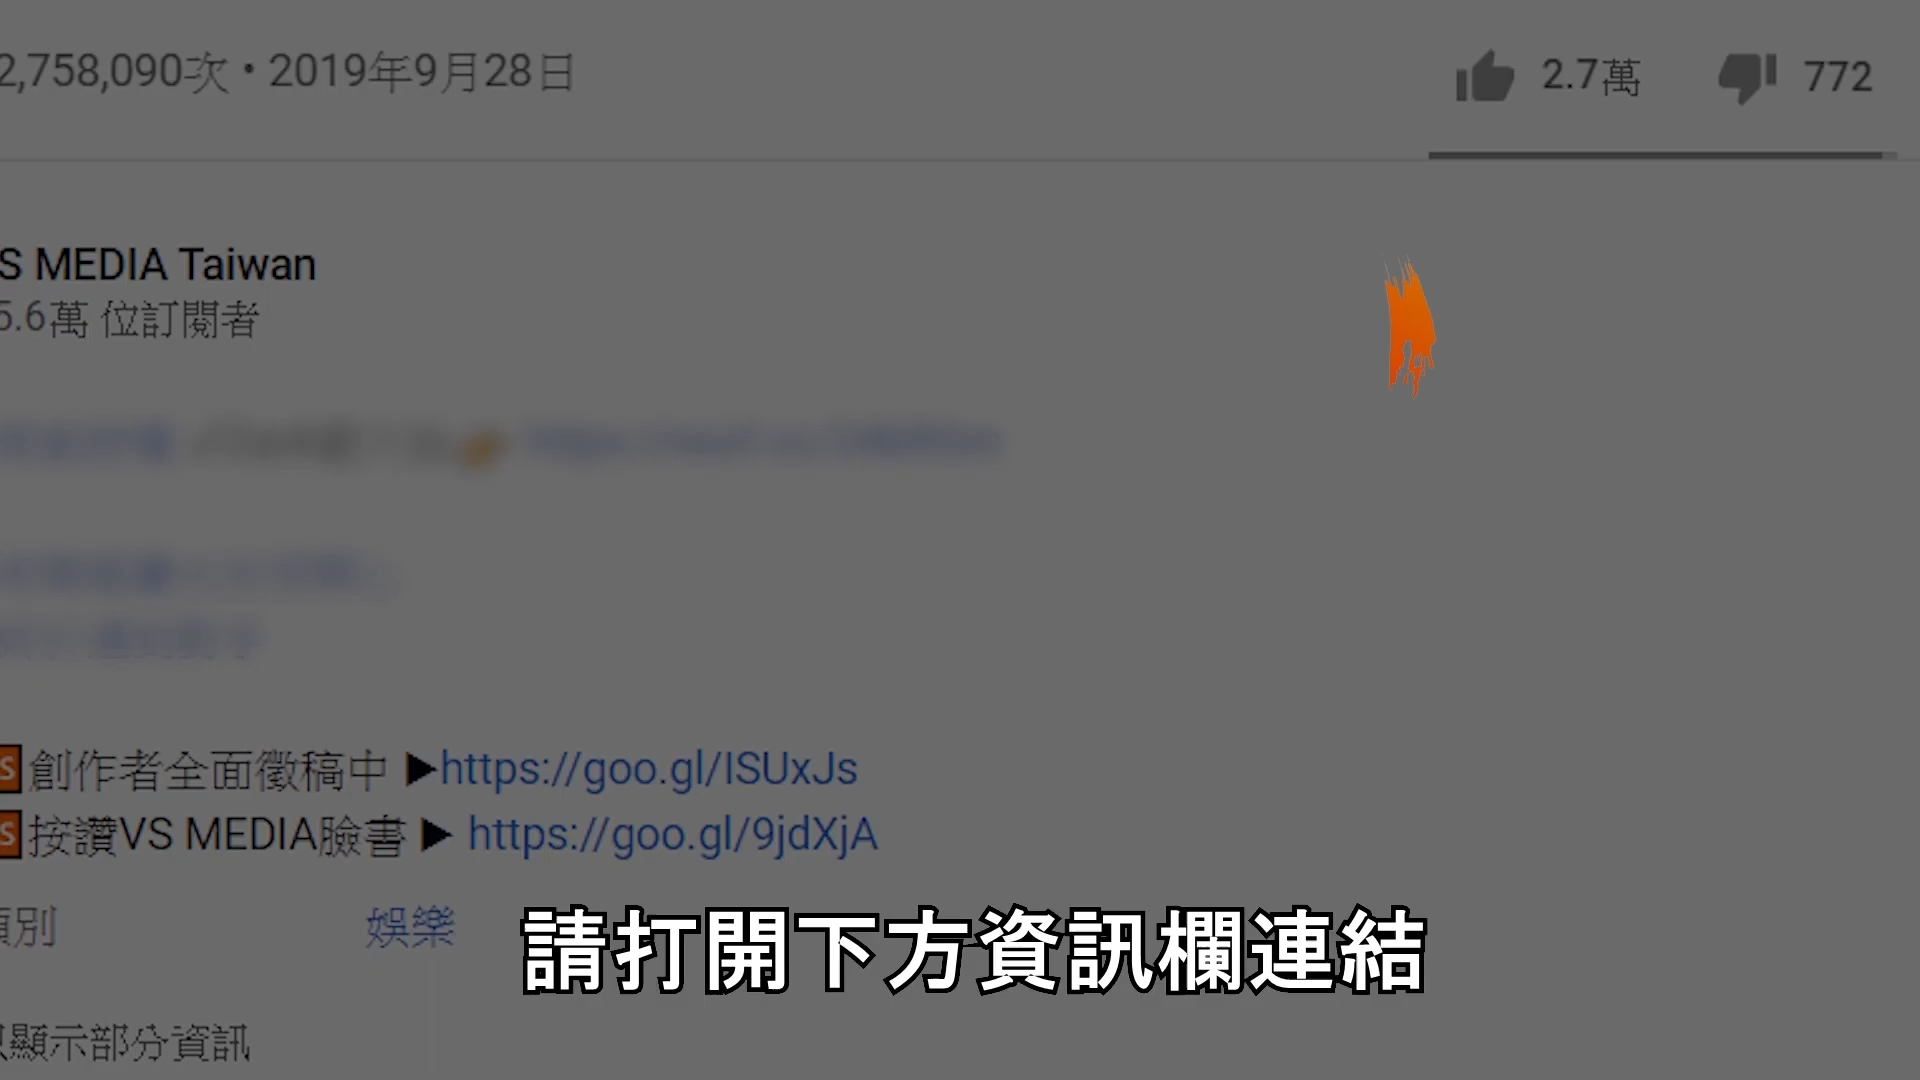 2,758,090次 • 2019年9月28日
2.7萬
772
S MEDIA Taiwan
5.6萬 位訂閱者
創作者全面徵稿中 ▶https://goo.gl/ISUxJs
按讚VS MEDIA臉書 ▶ https://goo.gl/9jdXjA
類別
娛樂
請打開下方資訊欄連結
只顯示部分資訊